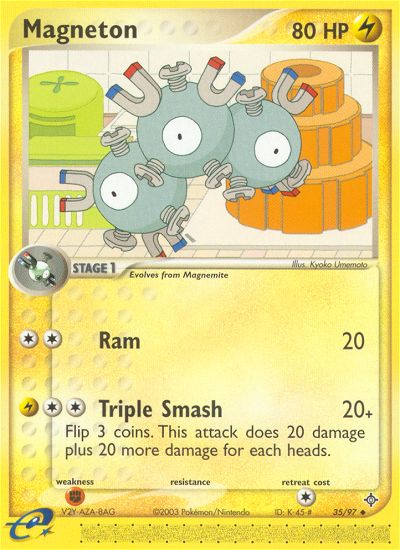 Magneton 80 HP
Illus. Kyoko Umemoto
STAGE 1
Evolves from Magnemite
Ram 20
Triple Smash 20+
Flip 3 coins. This attack does 20 damage
plus 20 more damage for each heads.
weakness resistance retreat cost
V2Y-AZA-8AG ©2003 Pokémon/Nintendo ID: K-45-# 35/97
e